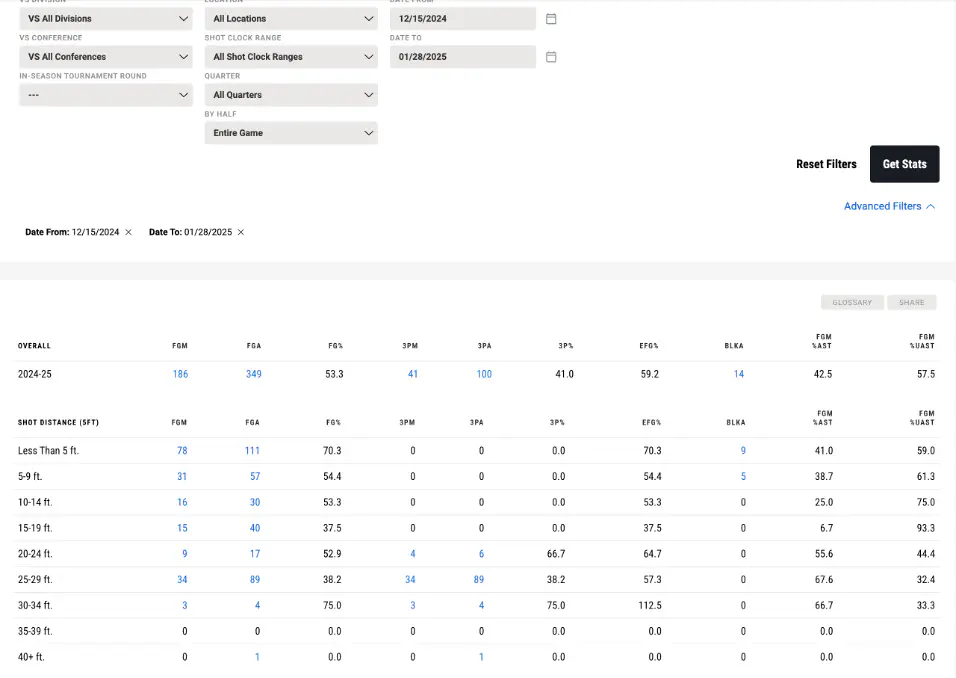 VS DIVISION LOCATION DATE FROM
VS All Divisions All Locations 12/15/2024
VS CONFERENCE SHOT CLOCK RANGE DATE TO
VS All Conferences All Shot Clock Ranges 01/28/2025
IN-SEASON TOURNAMENT ROUND QUARTER
--- All Quarters
BY HALF
Entire Game
Reset Filters Get Stats
Advanced Filters
Date From: 12/15/2024 × Date To: 01/28/2025 ×
GLOSSARY SHARE
OVERALL FGM FGA FG% 3PM 3PA 3P% EFG% BLKA FGM %AST FGM %UAST
2024-25 186 349 53.3 41 100 41.0 59.2 14 42.5 57.5
SHOT DISTANCE (5FT) FGM FGA FG% 3PM 3PA 3P% EFG% BLKA FGM %AST FGM %UAST
Less Than 5 ft. 78 111 70.3 0 0 0.0 70.3 9 41.0 59.0
5-9 ft. 31 57 54.4 0 0 0.0 54.4 5 38.7 61.3
10-14 ft. 16 30 53.3 0 0 0.0 53.3 0 25.0 75.0
15-19 ft. 15 40 37.5 0 0 0.0 37.5 0 6.7 93.3
20-24 ft. 9 17 52.9 4 6 66.7 64.7 0 55.6 44.4
25-29 ft. 34 89 38.2 34 89 38.2 57.3 0 67.6 32.4
30-34 ft. 3 4 75.0 3 4 75.0 112.5 0 66.7 33.3
35-39 ft. 0 0 0.0 0 0 0.0 0.0 0 0.0 0.0
40+ ft. 0 1 0.0 0 1 0.0 0.0 0 0.0 0.0